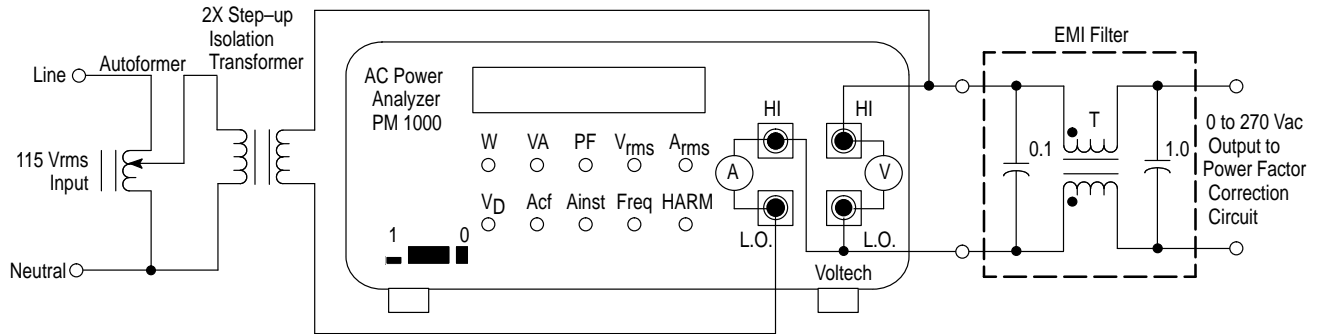 2X Step–up
Isolation
Transformer
Autoformer
Line
115 Vrms
Input
Neutral
AC Power
Analyzer
PM 1000
W VA PF Vrms Arms
VD Acf Ainst Freq HARM
1 0
HI
HI
A
V
L.O.
L.O.
Voltech
EMI Filter
0.1
T
1.0
0 to 270 Vac
Output to
Power Factor
Correction
Circuit